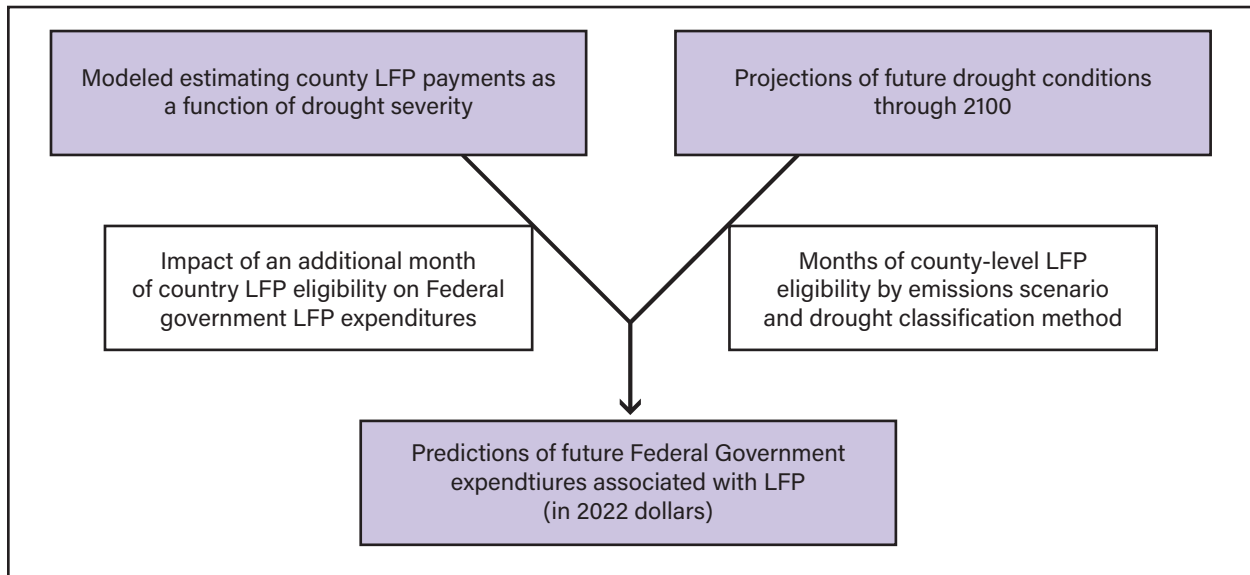 Modeled estimating county LFP payments as
a function of drought severity
Projections of future drought conditions
through 2100
Impact of an additional month
of country LFP eligibility on Federal
government LFP expenditures
Months of county-level LFP
eligibility by emissions scenario
and drought classification method
Predictions of future Federal Government
expendtiures associated with LFP
(in 2022 dollars)